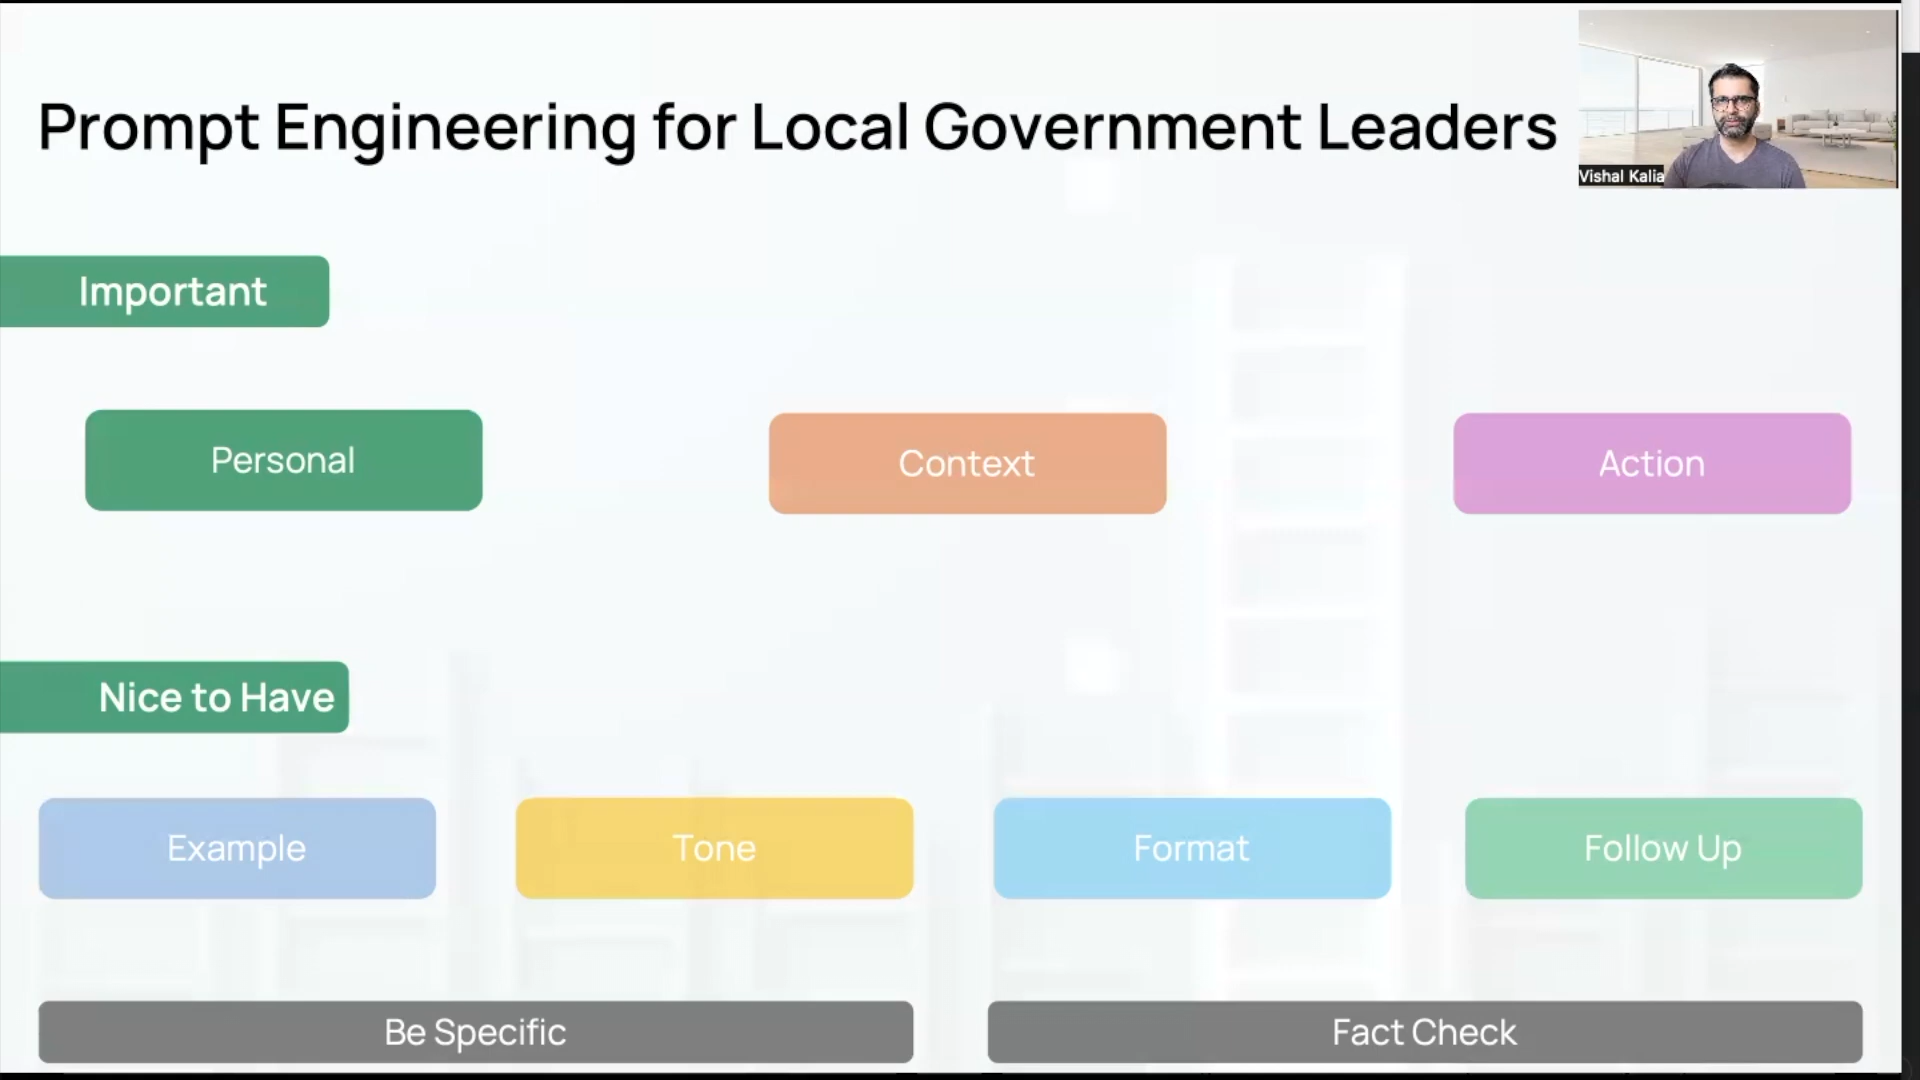 Prompt Engineering for Local Government Leaders
Vishal Kalia
Important
Personal
Context
Action
Nice to Have
Example
Tone
Format
Follow Up
Be Specific
Fact Check